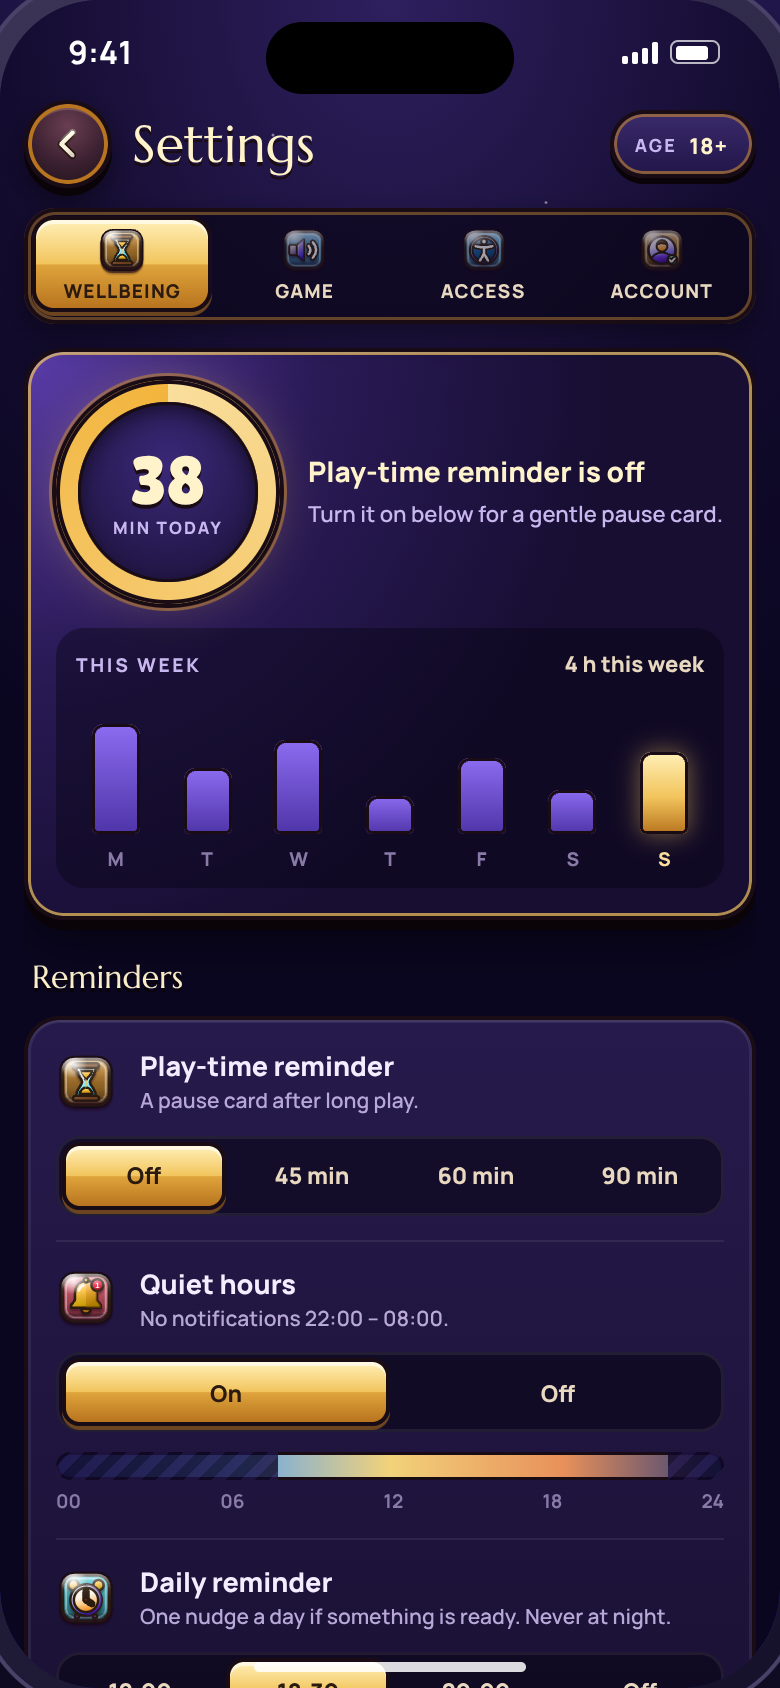 9:41
Settings
AGE 18+
WELLBEING GAME ACCESS ACCOUNT
38
MIN TODAY
Play-time reminder is off
Turn it on below for a gentle pause card.
THIS WEEK 4 h this week
M T W T F S S
Reminders
Play-time reminder
A pause card after long play.
Off 45 min 60 min 90 min
Quiet hours
No notifications 22:00 – 08:00.
On Off
00 06 12 18 24
Daily reminder
One nudge a day if something is ready. Never at night.
Off